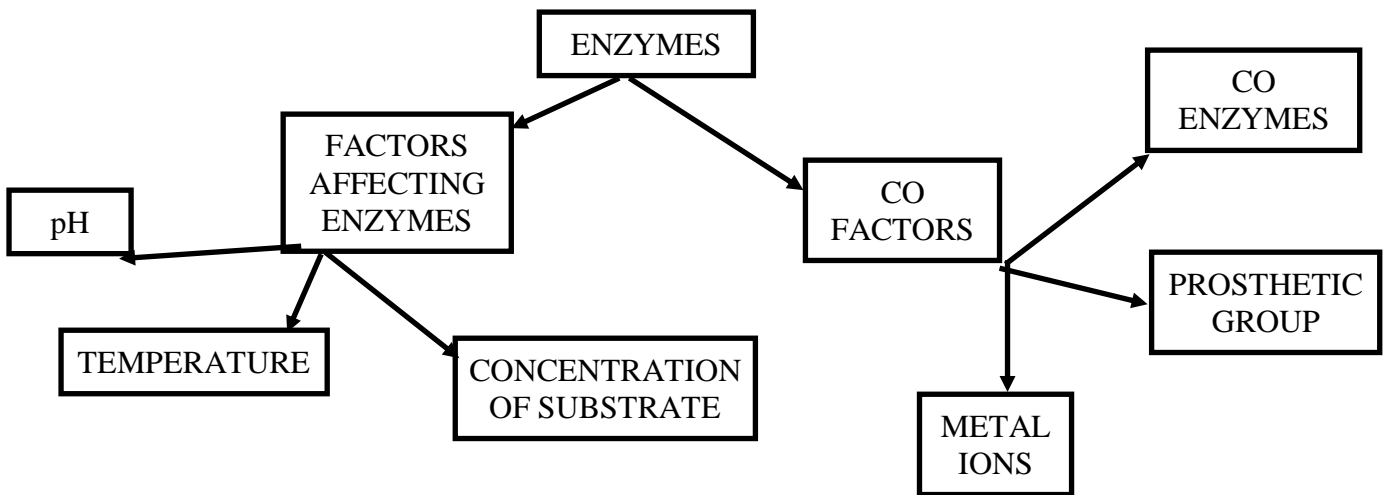 ENZYMES
CO
ENZYMES
FACTORS
AFFECTING
ENZYMES
CO
FACTORS
pH
PROSTHETIC
GROUP
TEMPERATURE
CONCENTRATION
OF SUBSTRATE
METAL
IONS